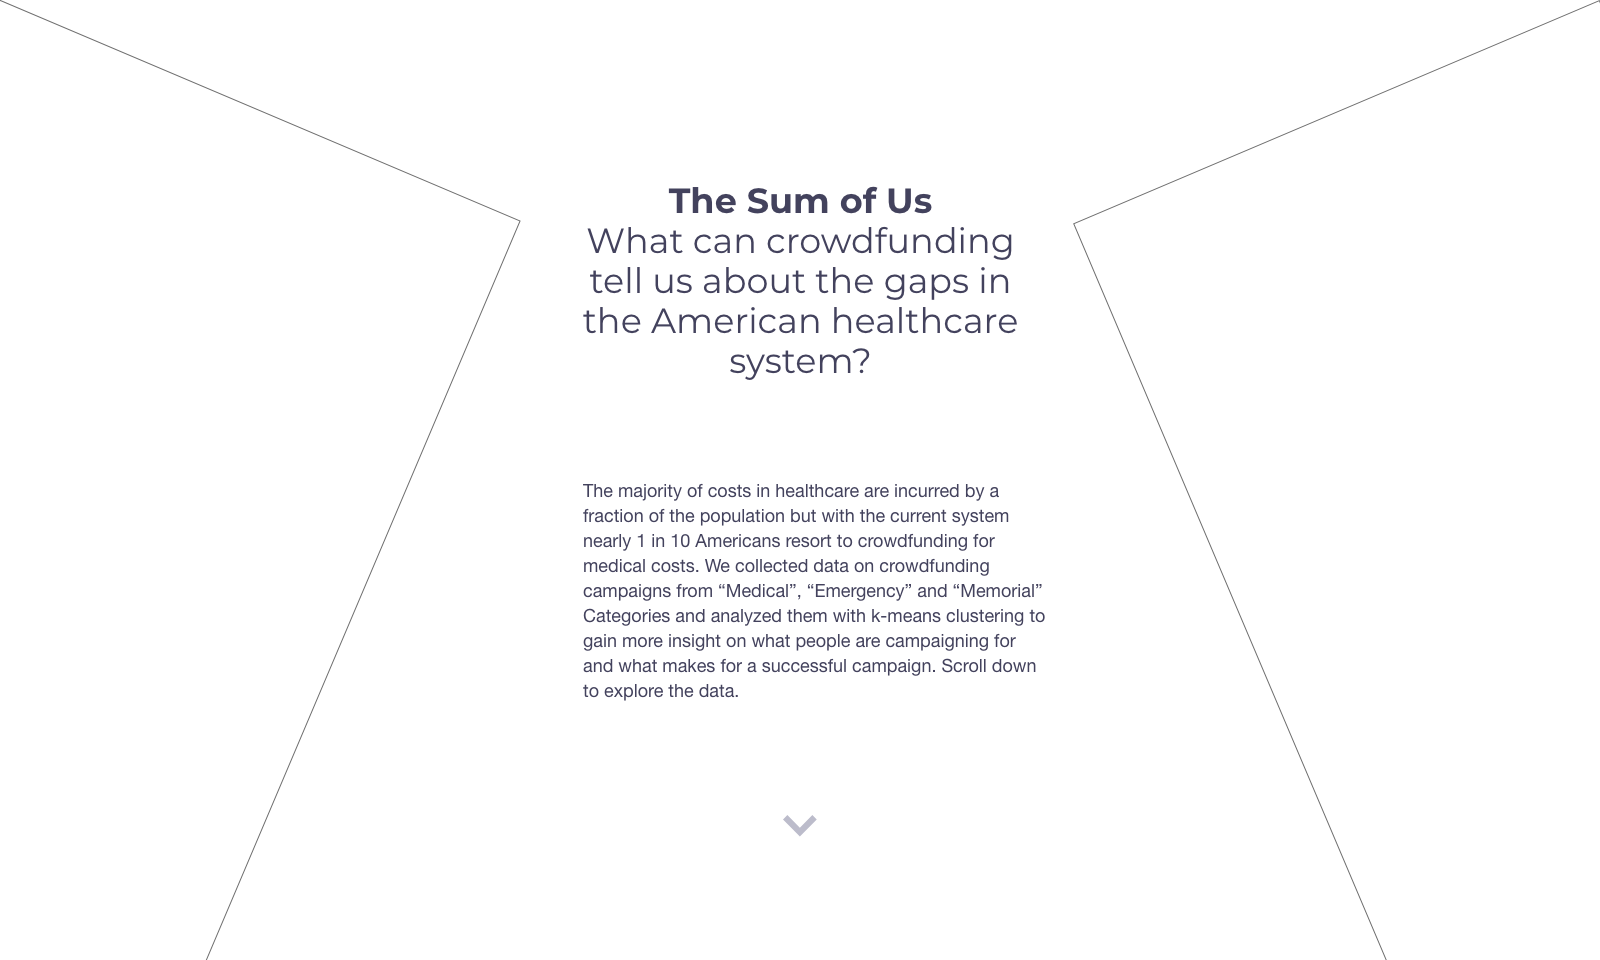 The Sum of Us
What can crowdfunding
tell us about the gaps in
the American healthcare
system?
The majority of costs in healthcare are incurred by a
fraction of the population but with the current system
nearly 1 in 10 Americans resort to crowdfunding for
medical costs. We collected data on crowdfunding
campaigns from “Medical”, “Emergency” and “Memorial”
Categories and analyzed them with k-means clustering to
gain more insight on what people are campaigning for
and what makes for a successful campaign. Scroll down
to explore the data.